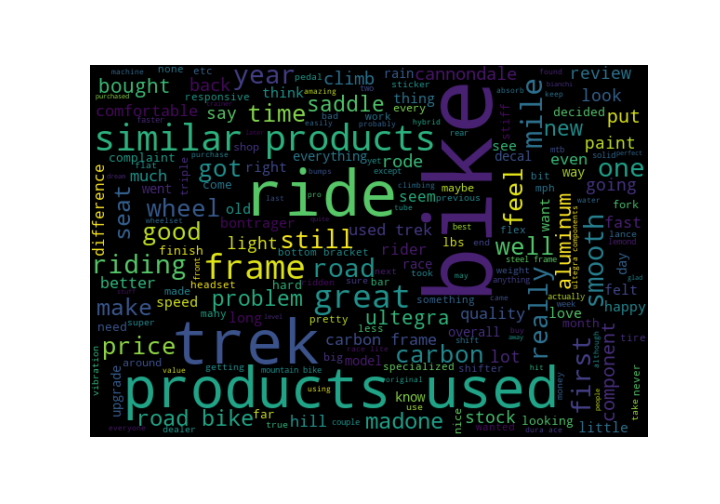 machine none etc
bought back year climb rain cannondale review
purchased responsive think pedal two sticker found
comfortable say time saddle thing every absorb keep look
faster amazing bad work stiff decided mile
similar products hybrid new put
complaint shop easily probably rear see mtb solid perfect paint
flat purchase everything yet rode decal even one
much got right except bit way
went triple come bumps climbing maybe previous mph going
difference seat wheel old last ride pro seem bike feel want aluminum fork fast
bontrager tube used trek best flex lance
good light still rider lbs end well smooth day
finish bottom bracket race steel frame ultegra components
riding frame headset hard road next took may weight anything really felt
better front bar sure something came
made speed problem great quality actually week love happy
make many long pretty ultegra overall month glad
need super less shift buy away although tire
price trek carbon frame carbon lot first component
around big model race lite shifter
vibration value getting mountain bike specialized hit
upgrade products used using original money people
road bike far know use nice stock looking take never
true hill couple madone wanted little
everyone dealer dura ace